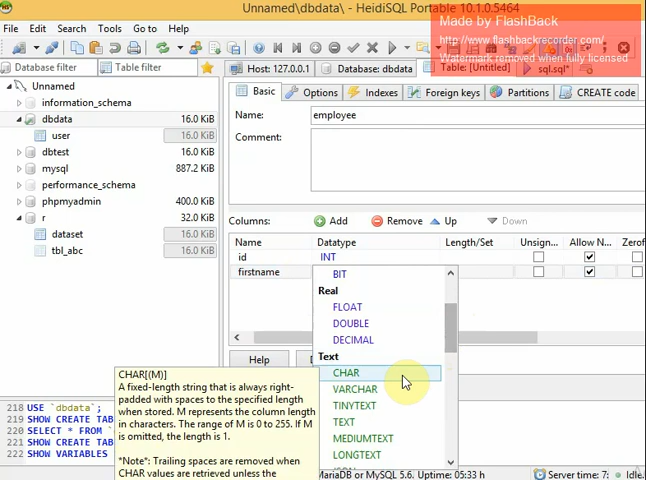 Unnamed\dbdata\ - HeidiSQL Portable 10.1.0.5464
Made by FlashBack
http://www.flashbackrecorder.com/
Watermark removed when fully licensed
File Edit Search Tools Go to Help
Database filter Table filter
Host: 127.0.0.1 Database: dbdata Table: [Untitled] sql.sql*
Unnamed
information_schema
dbdata 16.0 KiB
user 16.0 KiB
dbtest
mysql 887.2 KiB
performance_schema
phpmyadmin 400.0 KiB
r 32.0 KiB
dataset 16.0 KiB
tbl_abc 16.0 KiB
Basic Options Indexes Foreign keys Partitions CREATE code
Name: employee
Comment:
Columns: Add Remove Up Down
Name Datatype Length/Set Unsign... Allow N... Zerof
id INT
firstname
BIT
Real
FLOAT
DOUBLE
DECIMAL
Text
CHAR
VARCHAR
TINYTEXT
TEXT
MEDIUMTEXT
LONGTEXT
Help
CHAR[(M)]
A fixed-length string that is always right-
padded with spaces to the specified length
when stored. M represents the column length
in characters. The range of M is 0 to 255. If M
is omitted, the length is 1.
*Note*: Trailing spaces are removed when
CHAR values are retrieved unless the
218 USE `dbdata`;
219 SHOW CREATE TAB
220 SELECT * FROM `
221 SHOW CREATE TAB
222 SHOW VARIABLES
MariaDB or MySQL 5.6. Uptime: 05:33 h Server time: 7: Idle.